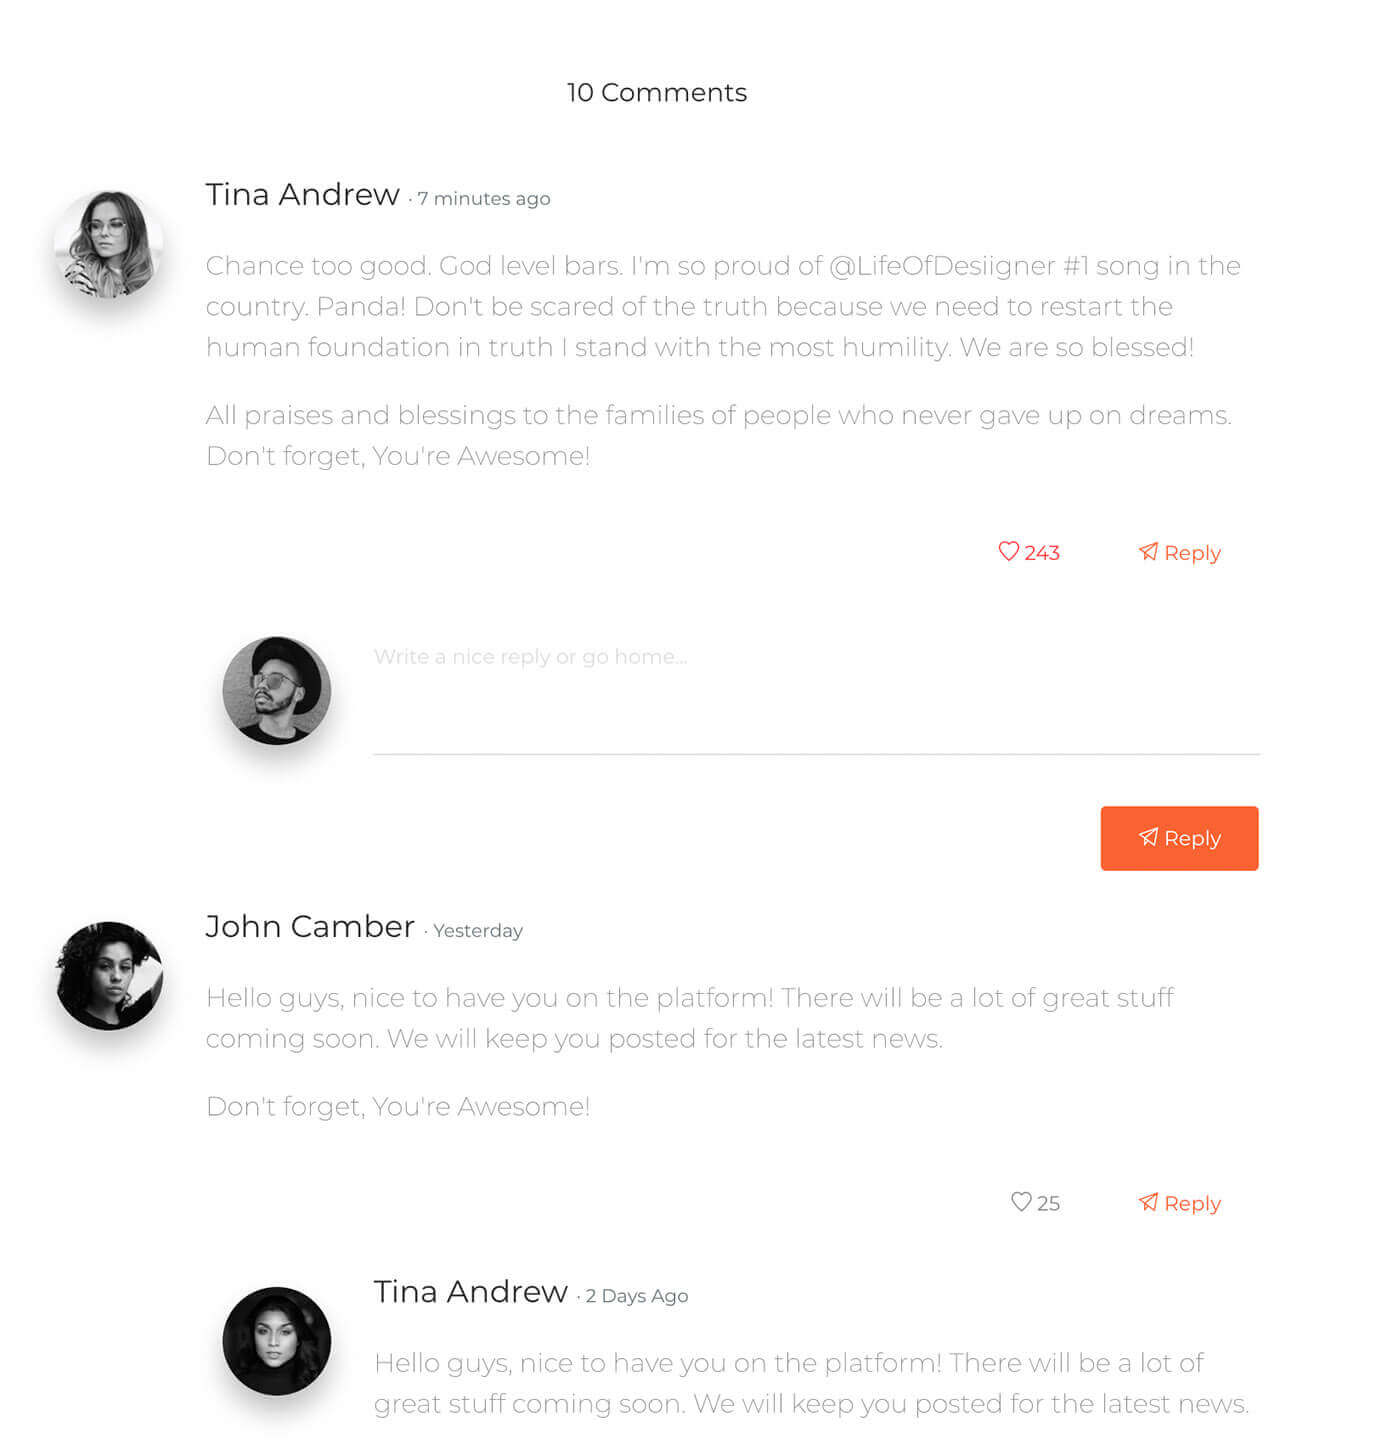 10 Comments
Tina Andrew · 7 minutes ago
Chance too good. God level bars. I'm so proud of @LifeOfDesiigner #1 song in the
country. Panda! Don't be scared of the truth because we need to restart the
human foundation in truth I stand with the most humility. We are so blessed!
All praises and blessings to the families of people who never gave up on dreams.
Don't forget, You're Awesome!
243 Reply
Write a nice reply or go home...
Reply
John Camber · Yesterday
Hello guys, nice to have you on the platform! There will be a lot of great stuff
coming soon. We will keep you posted for the latest news.
Don't forget, You're Awesome!
25 Reply
Tina Andrew · 2 Days Ago
Hello guys, nice to have you on the platform! There will be a lot of
great stuff coming soon. We will keep you posted for the latest news.